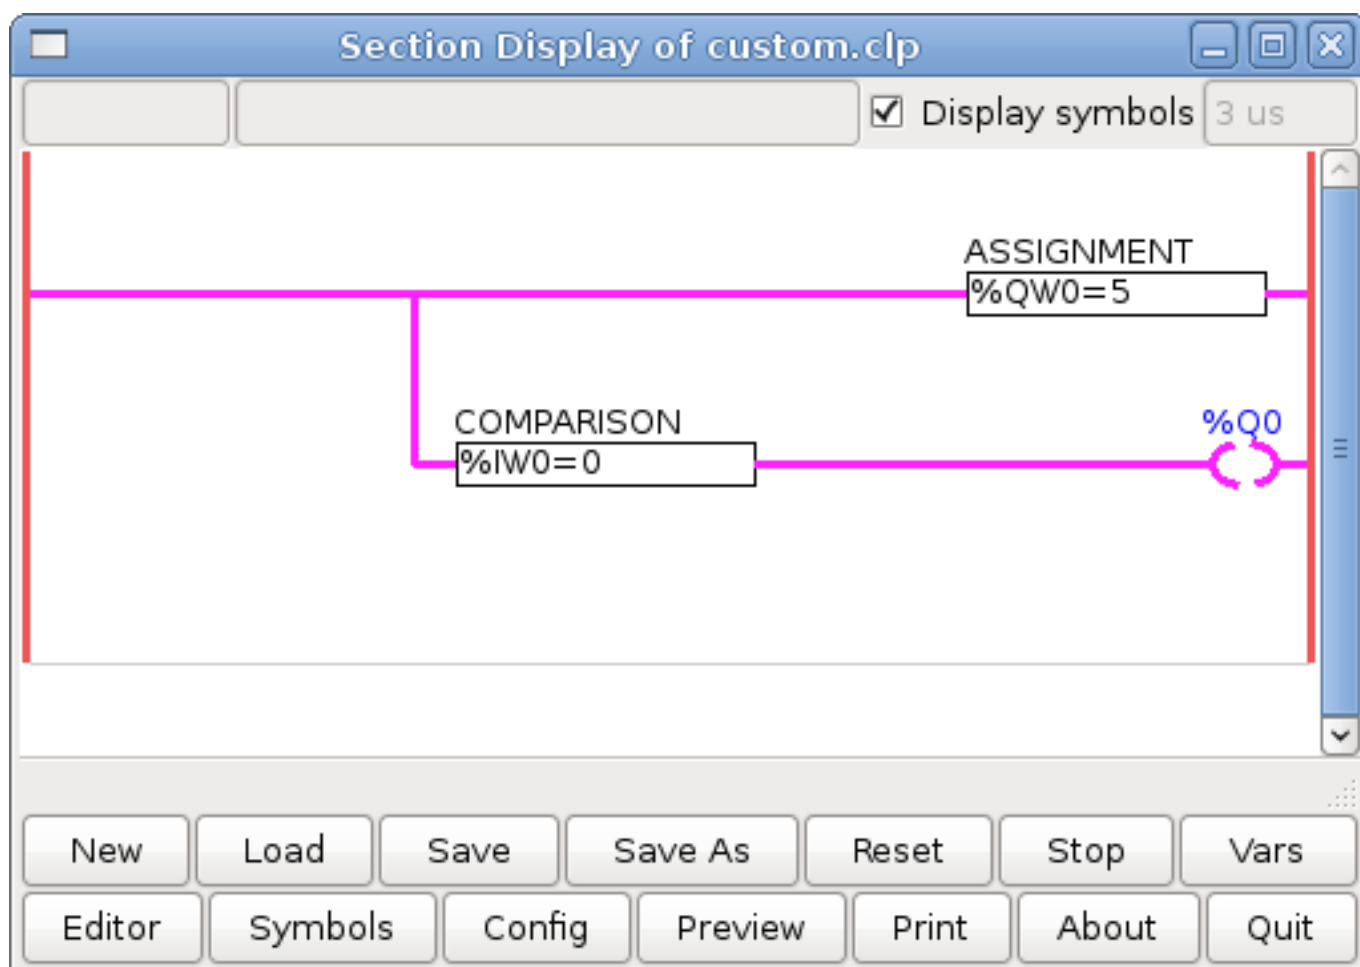 Section Display of custom.clp
Display symbols 3 us
ASSIGNMENT
%QW0=5
COMPARISON %Q0
%IW0=0
New Load Save Save As Reset Stop Vars
Editor Symbols Config Preview Print About Quit